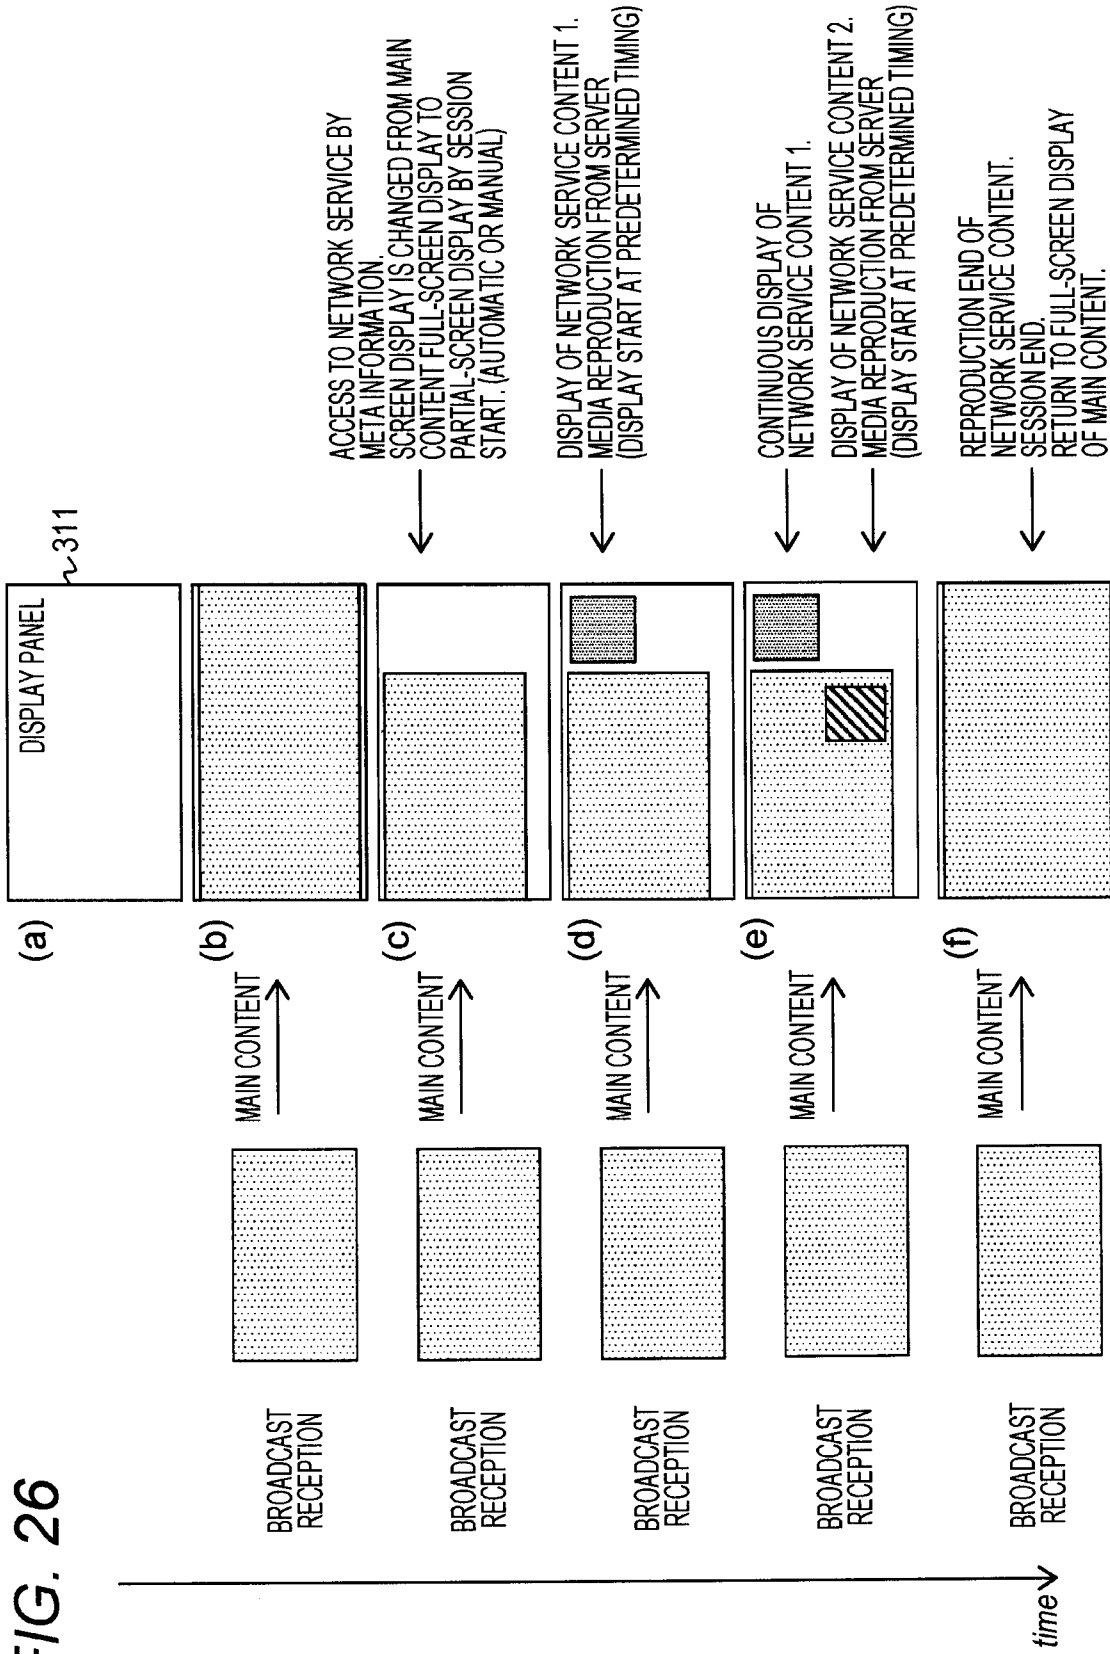 FIG. 26
DISPLAY PANEL
311
(a)
BROADCAST
RECEPTION
MAIN CONTENT
(b)
BROADCAST
RECEPTION
MAIN CONTENT
(c)
ACCESS TO NETWORK SERVICE BY
META INFORMATION.
SCREEN DISPLAY IS CHANGED FROM MAIN
CONTENT FULL-SCREEN DISPLAY TO
PARTIAL-SCREEN DISPLAY BY SESSION
START. (AUTOMATIC OR MANUAL)
BROADCAST
RECEPTION
MAIN CONTENT
(d)
DISPLAY OF NETWORK SERVICE CONTENT 1.
MEDIA REPRODUCTION FROM SERVER
(DISPLAY START AT PREDETERMINED TIMING)
BROADCAST
RECEPTION
MAIN CONTENT
(e)
CONTINUOUS DISPLAY OF
NETWORK SERVICE CONTENT 1.
DISPLAY OF NETWORK SERVICE CONTENT 2.
MEDIA REPRODUCTION FROM SERVER
(DISPLAY START AT PREDETERMINED TIMING)
BROADCAST
RECEPTION
MAIN CONTENT
(f)
REPRODUCTION END OF
NETWORK SERVICE CONTENT.
SESSION END.
RETURN TO FULL-SCREEN DISPLAY
OF MAIN CONTENT.
time